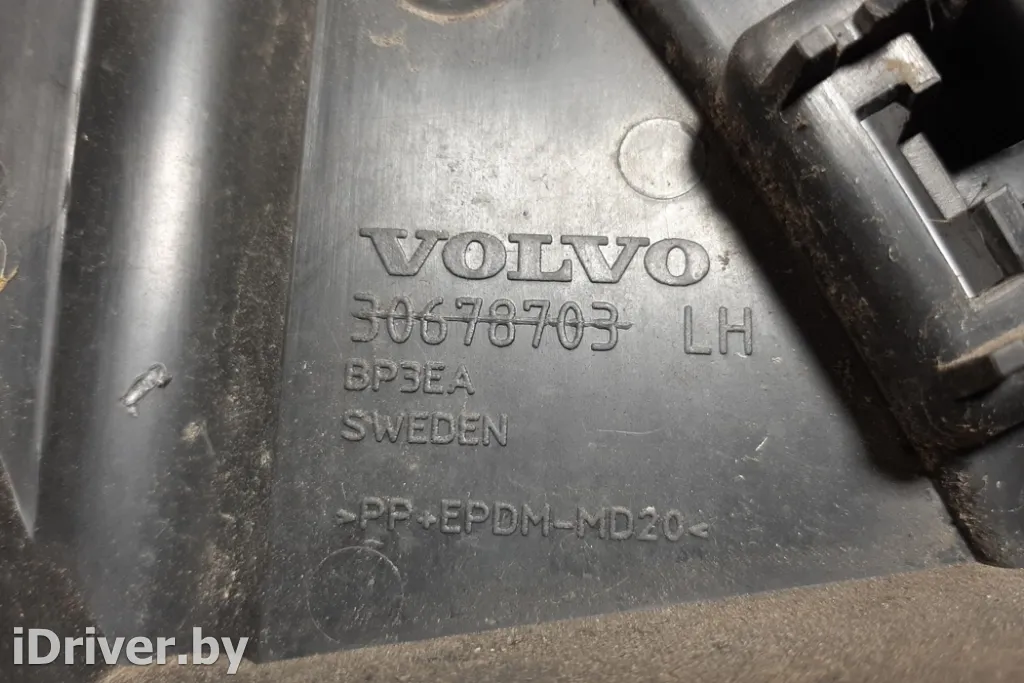 VOLVO
30678703 LH
BP3EA
SWEDEN
>PP+EPDM-MD20<
iDriver.by